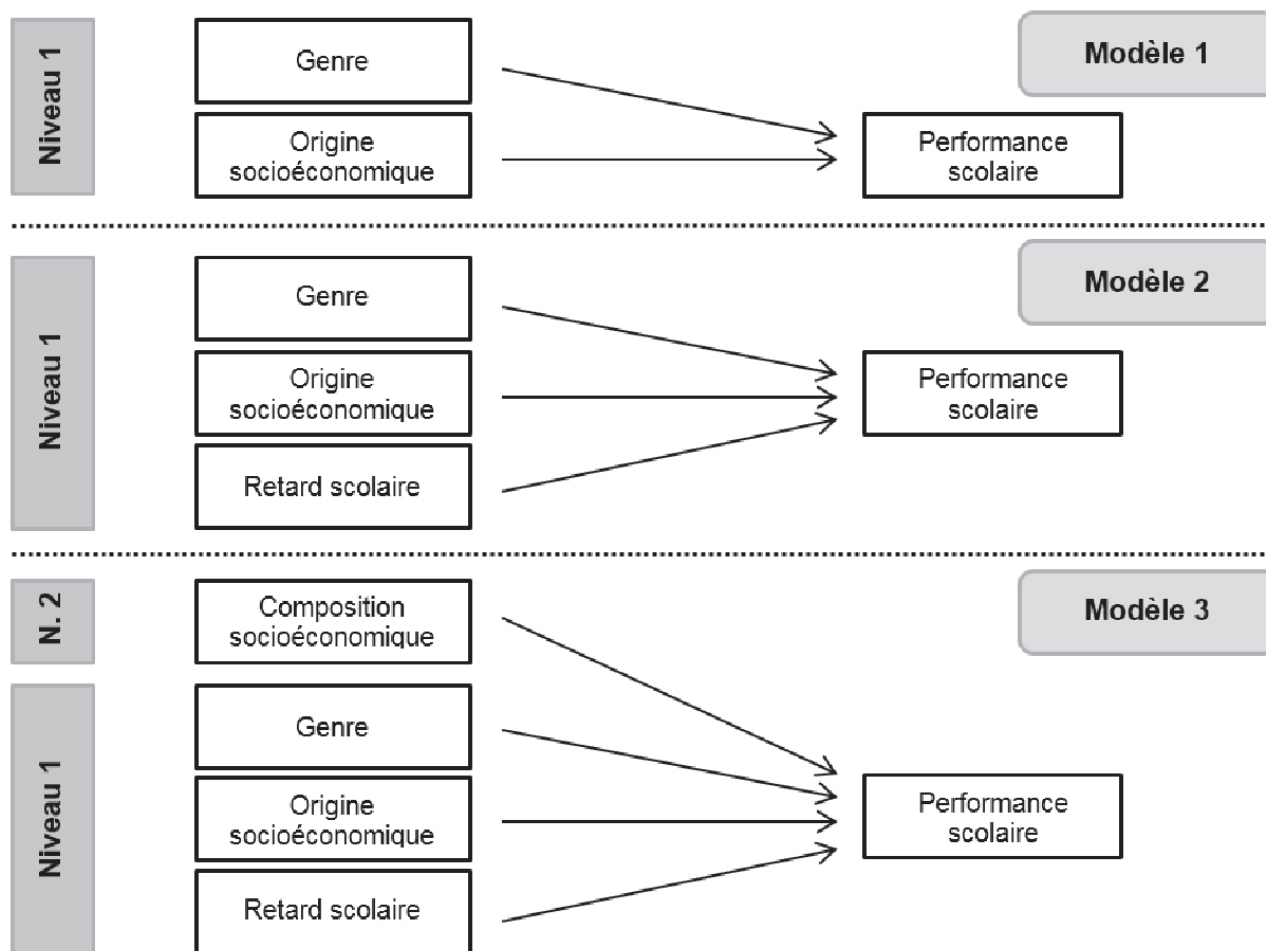 Niveau 1
Genre
Origine
socioéconomique
Performance
scolaire
Modèle 1
Niveau 1
Genre
Origine
socioéconomique
Retard scolaire
Performance
scolaire
Modèle 2
N. 2
Composition
socioéconomique
Modèle 3
Niveau 1
Genre
Origine
socioéconomique
Retard scolaire
Performance
scolaire